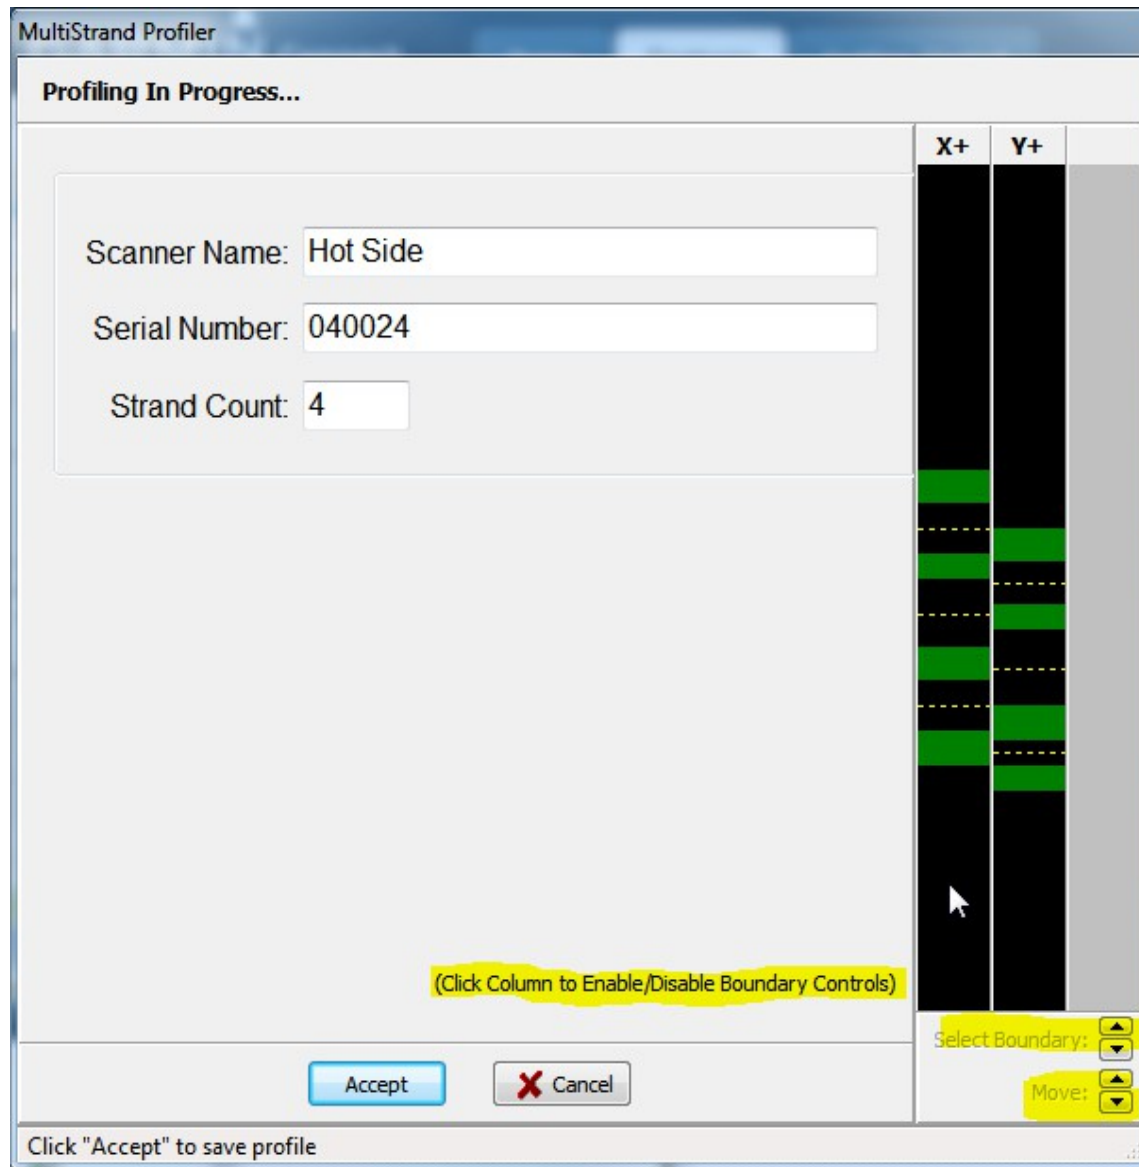 MultiStrand Profiler
Profiling In Progress...
X+ Y+
Scanner Name: Hot Side
Serial Number: 040024
Strand Count: 4
(Click Column to Enable/Disable Boundary Controls)
Select Boundary:
Move:
Accept Cancel
Click "Accept" to save profile